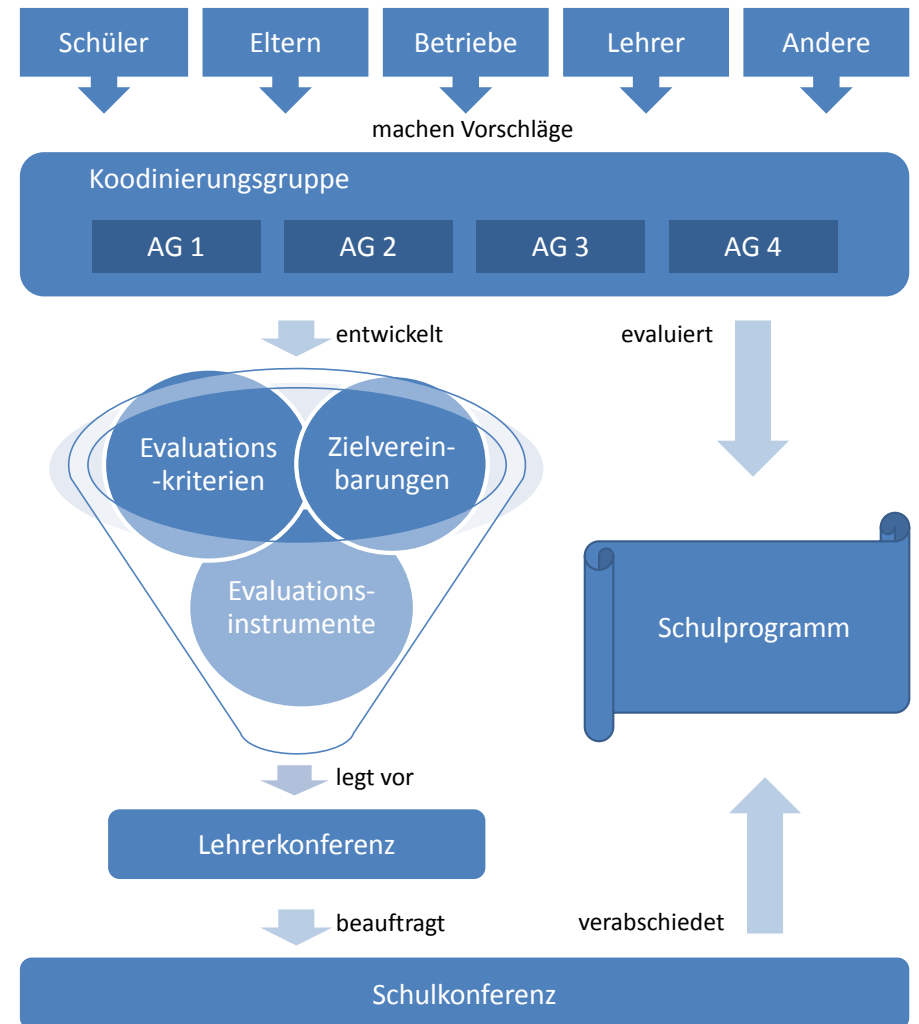 Schüler
Eltern
Betriebe
Lehrer
Andere
machen Vorschläge
Koodinierungsgruppe
AG 1
AG 2
AG 3
AG 4
entwickelt
evaluiert
Evaluations
-kriterien
Zielverein-
barungen
Evaluations-
instrumente
Schulprogramm
legt vor
Lehrerkonferenz
beauftragt
verabschiedet
Schulkonferenz